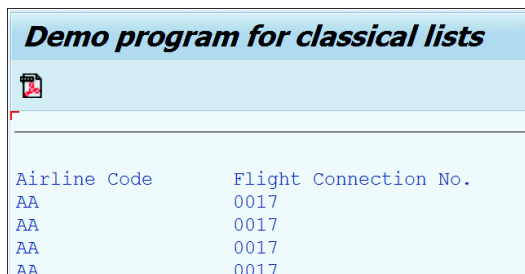 Demo program for classical lists
Airline Code Flight Connection No.
AA 0017
AA 0017
AA 0017
AA 0017